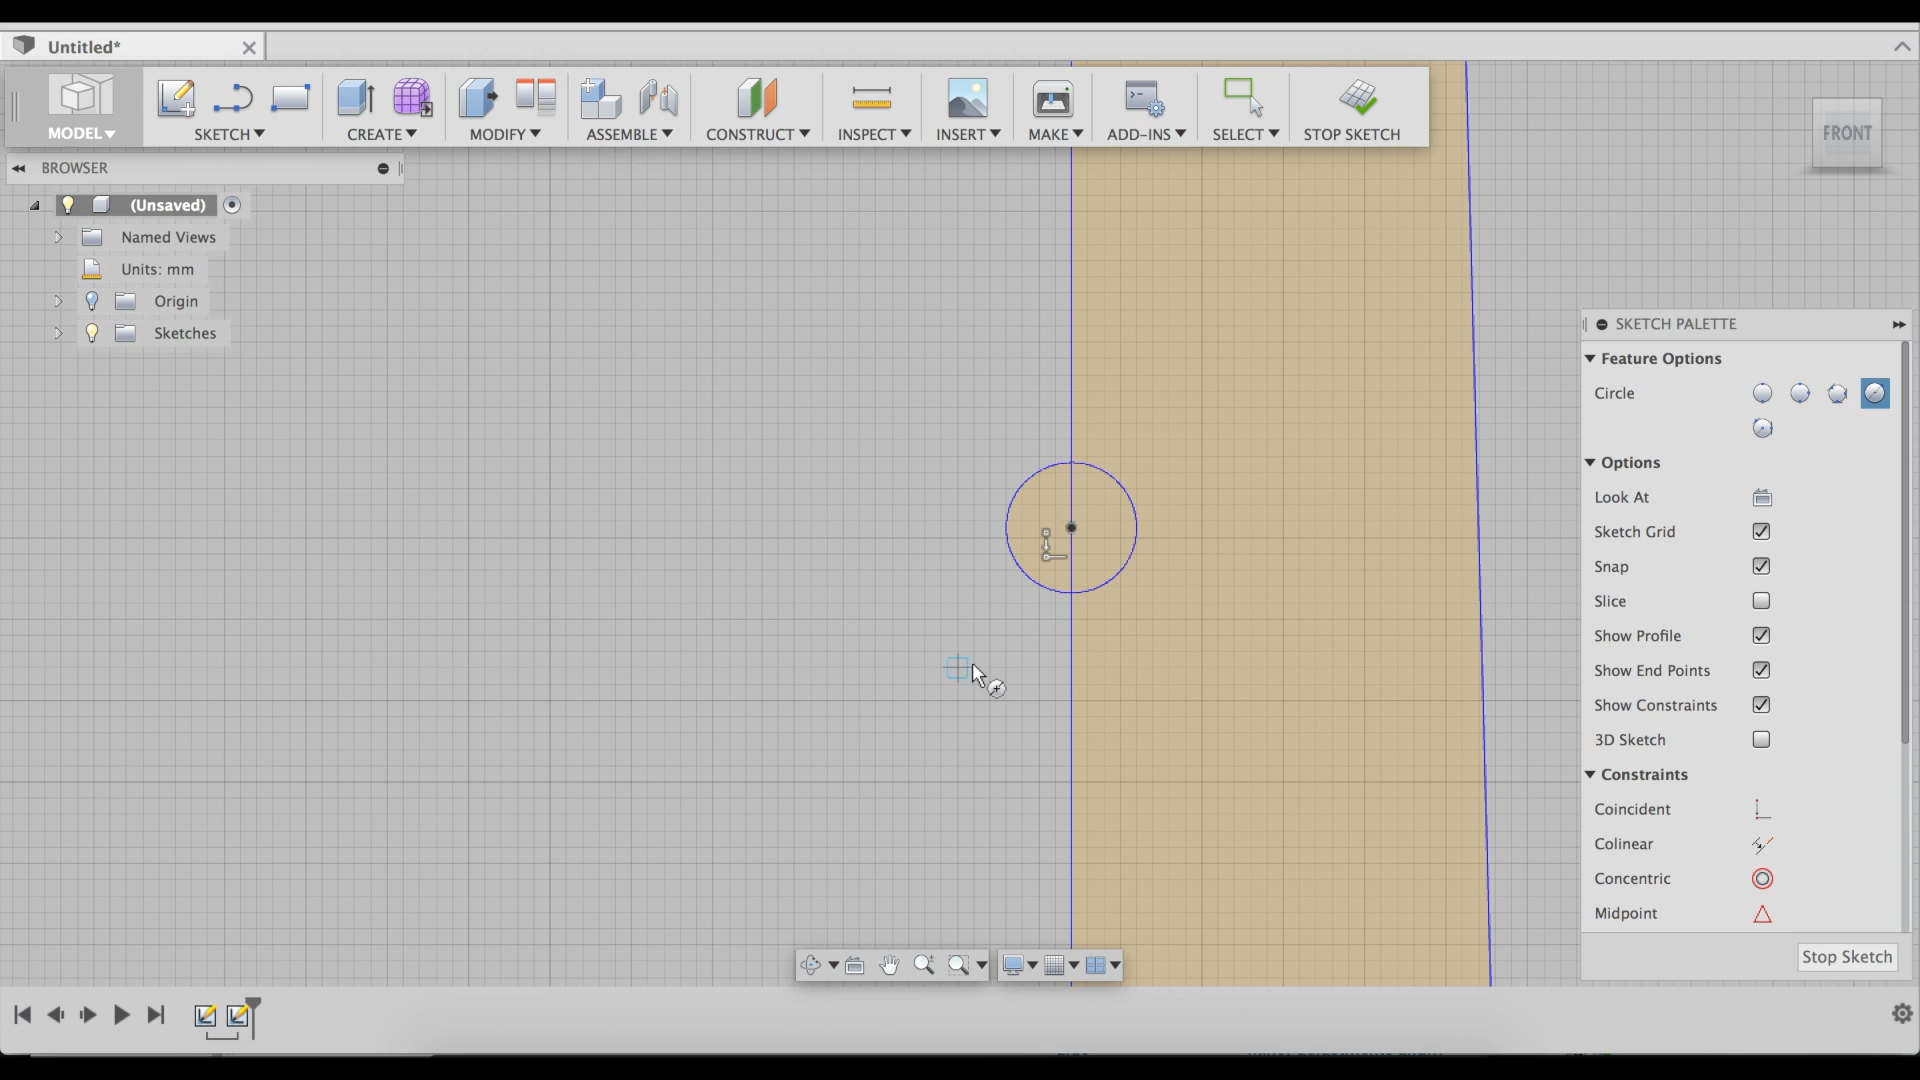 Untitled*
MODEL
SKETCH
CREATE
MODIFY
ASSEMBLE
CONSTRUCT
INSPECT
INSERT
MAKE
ADD-INS
SELECT
STOP SKETCH
FRONT
BROWSER
(Unsaved)
Named Views
Units: mm
Origin
Sketches
SKETCH PALETTE
Feature Options
Circle
Options
Look At
Sketch Grid
Snap
Slice
Show Profile
Show End Points
Show Constraints
3D Sketch
Constraints
Coincident
Colinear
Concentric
Midpoint
Stop Sketch